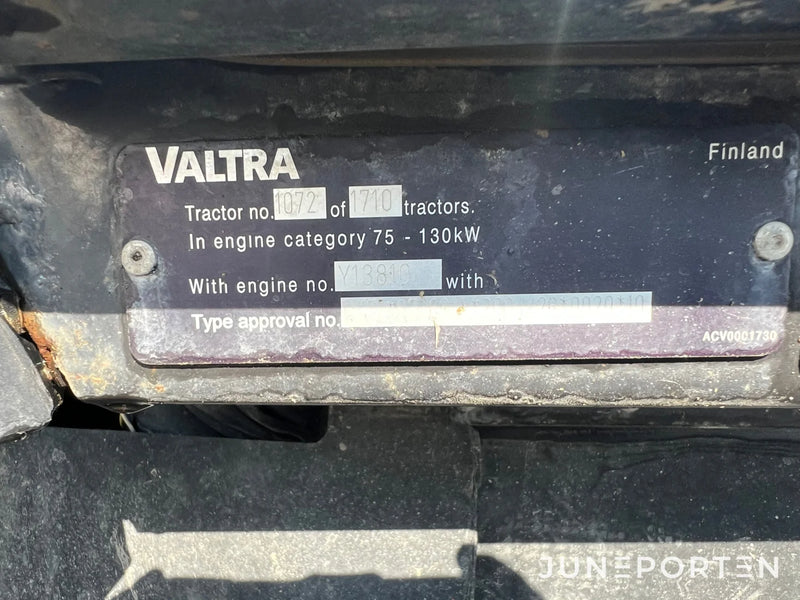 VALTRA
Finland
Tractor no. 1072 of 1710 tractors.
In engine category 75 - 130kW
With engine no. with
Type approval no.
ACV0001730
JUNEPORTEN